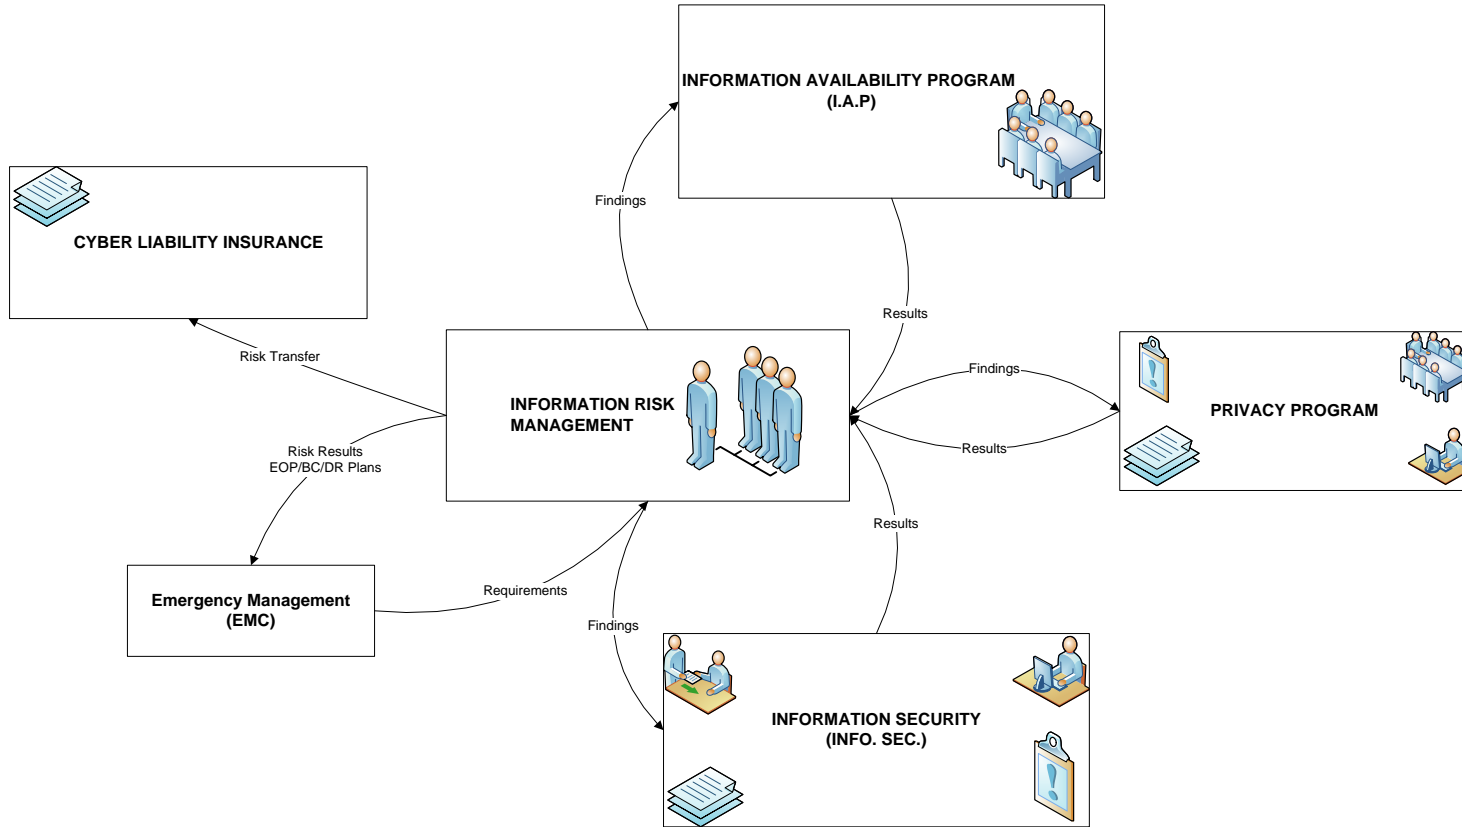 INFORMATION AVAILABILITY PROGRAM
(I.A.P)
Findings
CYBER LIABILITY INSURANCE
Results
Risk Transfer
Findings
INFORMATION RISK
MANAGEMENT
PRIVACY PROGRAM
Results
Risk Results
EOP/BC/DR Plans
Results
Requirements
Emergency Management
(EMC)
Findings
INFORMATION SECURITY
(INFO. SEC.)